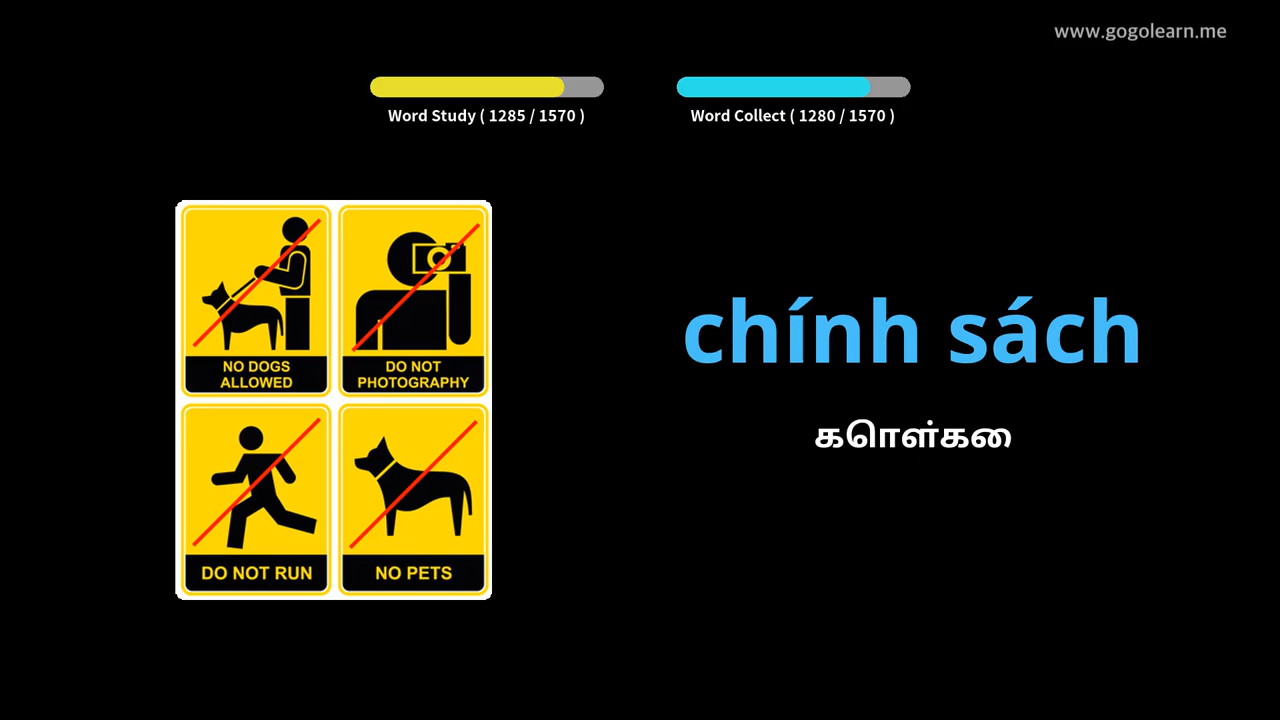 www.gogolearn.me
Word Study ( 1285 / 1570 )
Word Collect ( 1280 / 1570 )
NO DOGS
ALLOWED
DO NOT
PHOTOGRAPHY
DO NOT RUN
NO PETS
chính sách
கொள்கை